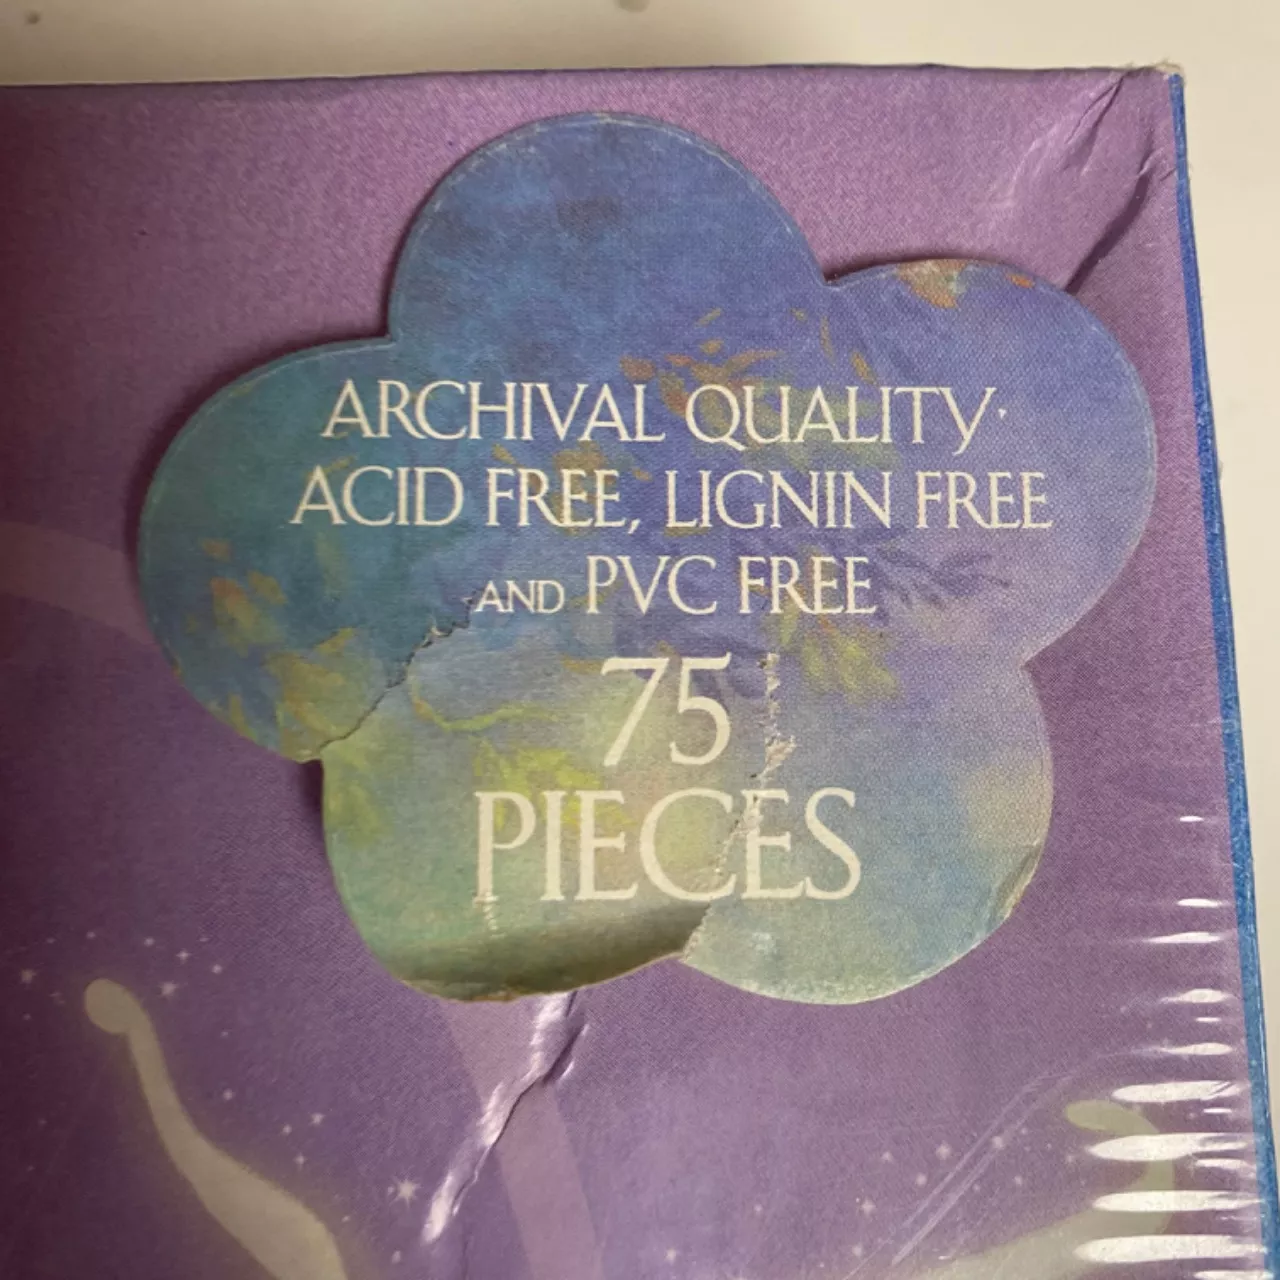 ARCHIVAL QUALITY
ACID FREE, LIGNIN FREE
AND PVC FREE
75
PIECES